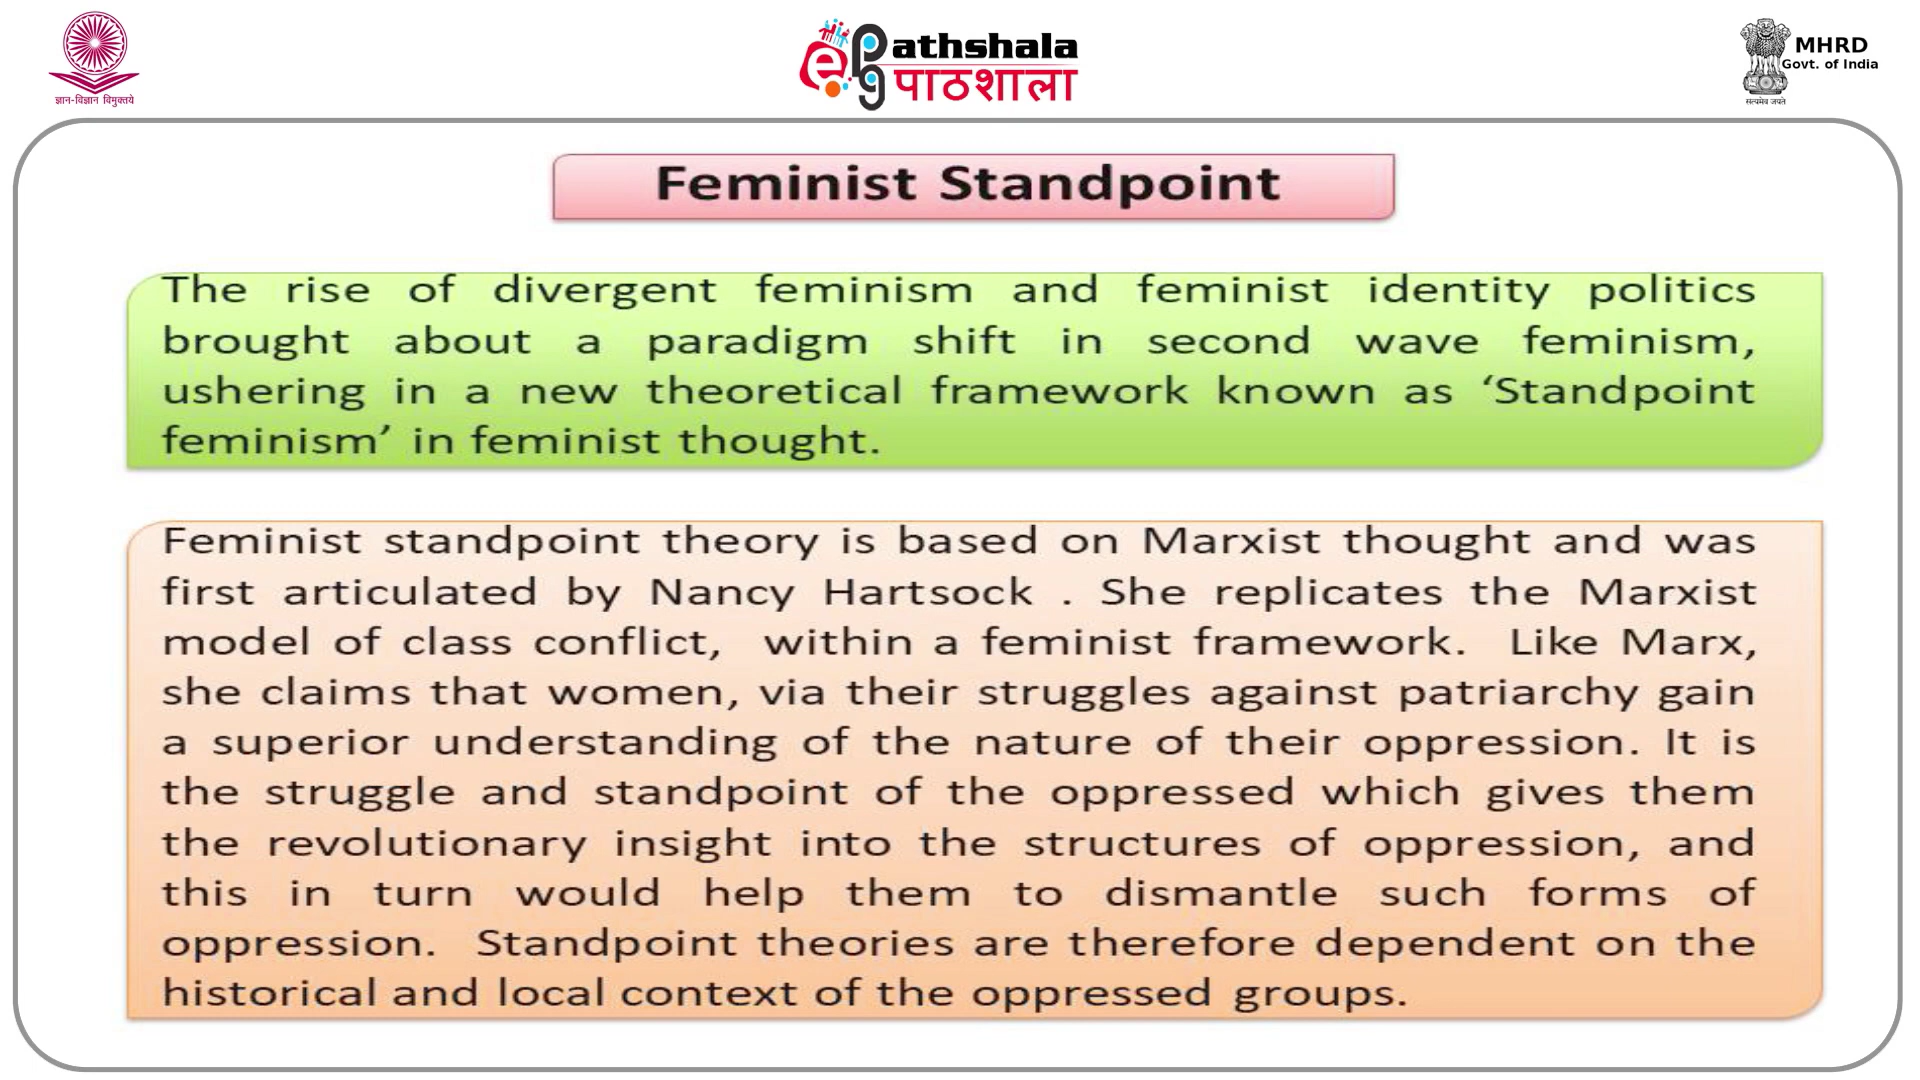 ज्ञान-विज्ञान विमुक्तये
e Pg athshala
पाठशाला
MHRD
Govt. of India
सत्यमेव जयते
Feminist Standpoint
The rise of divergent feminism and feminist identity politics
brought about a paradigm shift in second wave feminism,
ushering in a new theoretical framework known as ‘Standpoint
feminism’ in feminist thought.
Feminist standpoint theory is based on Marxist thought and was
first articulated by Nancy Hartsock . She replicates the Marxist
model of class conflict, within a feminist framework. Like Marx,
she claims that women, via their struggles against patriarchy gain
a superior understanding of the nature of their oppression. It is
the struggle and standpoint of the oppressed which gives them
the revolutionary insight into the structures of oppression, and
this in turn would help them to dismantle such forms of
oppression. Standpoint theories are therefore dependent on the
historical and local context of the oppressed groups.